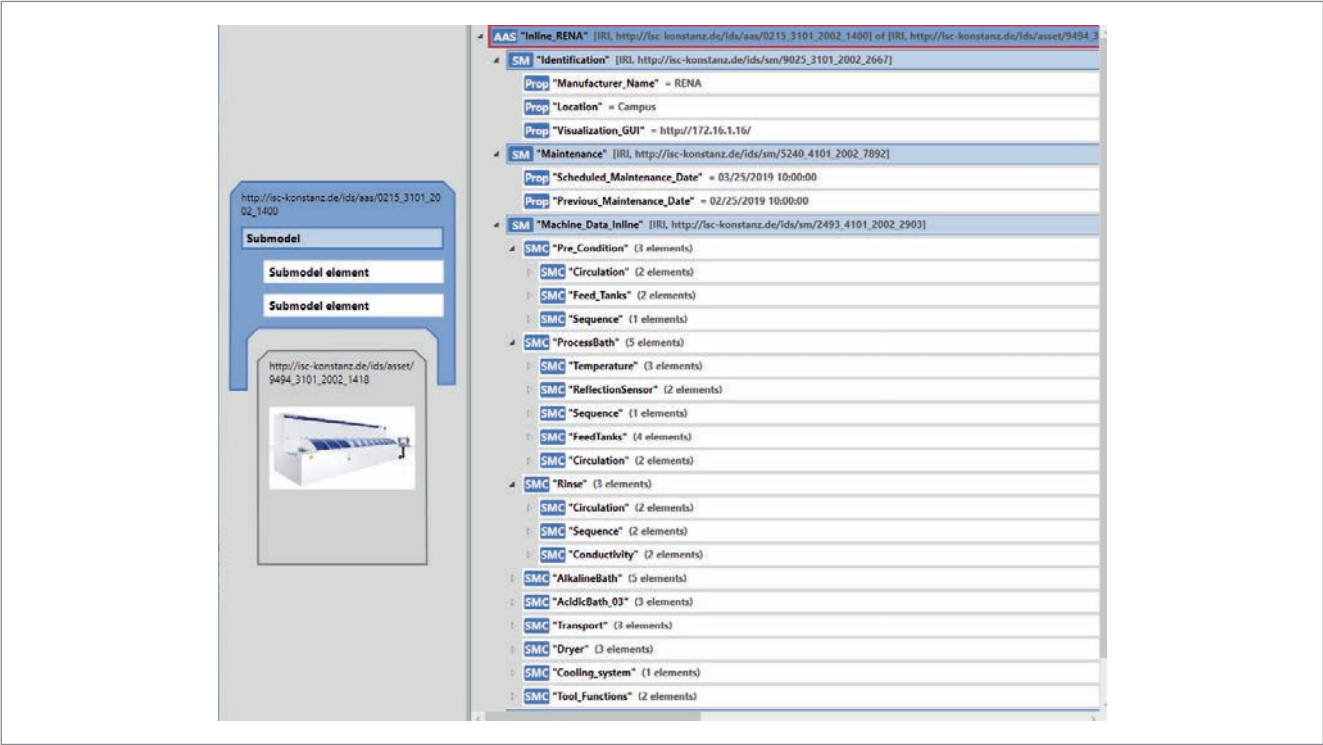 http://isc-konstanz.de/ids/aas/0215_3101_20
02_1400
Submodel
Submodel element
Submodel element
http://isc-konstanz.de/ids/asset/
9494_3101_2002_1418
AAS "Inline_RENA" [IRI, http://isc-konstanz.de/ids/aas/0215_3101_2002_1400] of [IRI, http://isc-konstanz.de/ids/asset/9494_3
SM "Identification" [IRI, http://isc-konstanz.de/ids/sm/9025_3101_2002_2667]
Prop "Manufacturer_Name" = RENA
Prop "Location" = Campus
Prop "Visualization_GUI" = http://172.16.1.16/
SM "Maintenance" [IRI, http://isc-konstanz.de/ids/sm/5240_4101_2002_7892]
Prop "Scheduled_Maintenance_Date" = 03/25/2019 10:00:00
Prop "Previous_Maintenance_Date" = 02/25/2019 10:00:00
SM "Machine_Data_Inline" [IRI, http://isc-konstanz.de/ids/sm/2493_4101_2002_2903]
SMC "Pre_Condition" (3 elements)
SMC "Circulation" (2 elements)
SMC "Feed_Tanks" (2 elements)
SMC "Sequence" (1 elements)
SMC "ProcessBath" (5 elements)
SMC "Temperature" (3 elements)
SMC "ReflectionSensor" (2 elements)
SMC "Sequence" (1 elements)
SMC "FeedTanks" (4 elements)
SMC "Circulation" (2 elements)
SMC "Rinse" (3 elements)
SMC "Circulation" (2 elements)
SMC "Sequence" (2 elements)
SMC "Conductivity" (2 elements)
SMC "AlkalineBath" (5 elements)
SMC "AcidicBath_03" (3 elements)
SMC "Transport" (3 elements)
SMC "Dryer" (3 elements)
SMC "Cooling_system" (1 elements)
SMC "Tool_Functions" (2 elements)